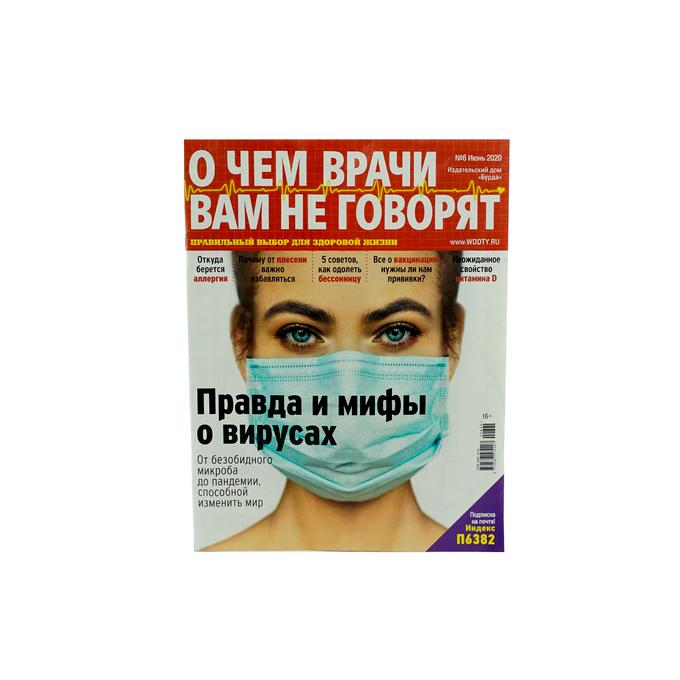 О ЧЕМ ВРАЧИ
ВАМ НЕ ГОВОРЯТ
№6 Июнь 2020
Издательский дом
«Бурда»
ПРАВИЛЬНЫЙ ВЫБОР ДЛЯ ЗДОРОВОЙ ЖИЗНИ
WWW.WDDTY.RU
Откуда
берется
аллергия
Почему от плесени
важно
избавляться
5 советов,
как одолеть
бессонницу
Все о вакцинации:
нужны ли нам
прививки?
Неожиданное
свойство
витамина D
Правда и мифы
о вирусах
От безобидного
микроба
до пандемии,
способной
изменить мир
16+
Подписка
на почте!
Индекс
П6382